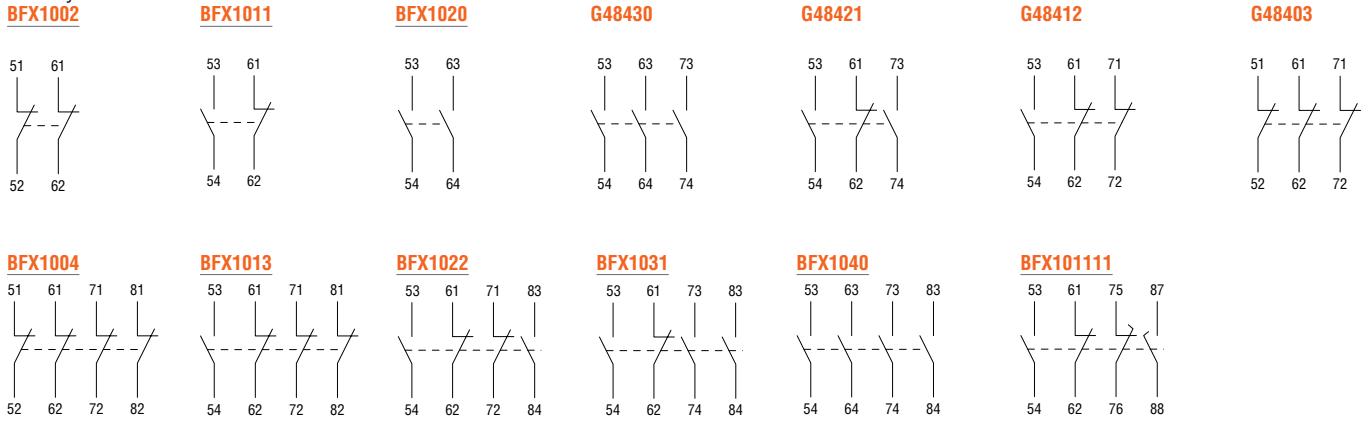 BFX1002 BFX1011 BFX1020 G48430 G48421 G48412 G48403
51 61 53 61 53 63 53 63 73 53 61 73 53 61 71 51 61 71
52 62 54 62 54 64 54 64 74 54 62 74 54 62 72 52 62 72
BFX1004 BFX1013 BFX1022 BFX1031 BFX1040 BFX101111
51 61 71 81 53 61 71 81 53 61 71 83 53 61 73 83 53 63 73 83 53 61 75 87
52 62 72 82 54 62 72 82 54 62 72 84 54 62 74 84 54 64 74 84 54 62 76 88